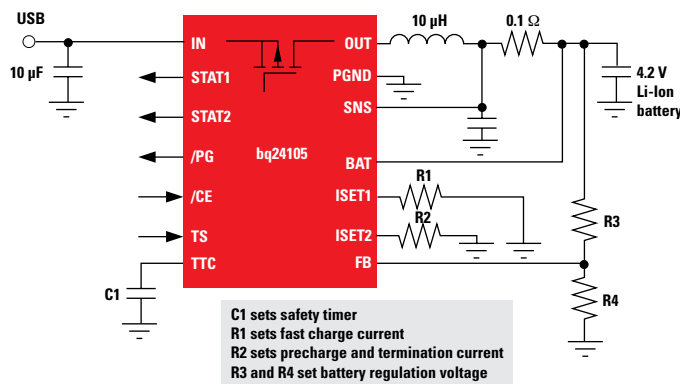 USB
10 µF
IN
STAT1
STAT2
/PG
/CE
TS
TTC
C1
bq24105
OUT
PGND
SNS
BAT
ISET1
ISET2
FB
10 µH
0.1 Ω
4.2 V
Li-Ion
battery
R1
R2
R3
R4
C1 sets safety timer
R1 sets fast charge current
R2 sets precharge and termination current
R3 and R4 set battery regulation voltage